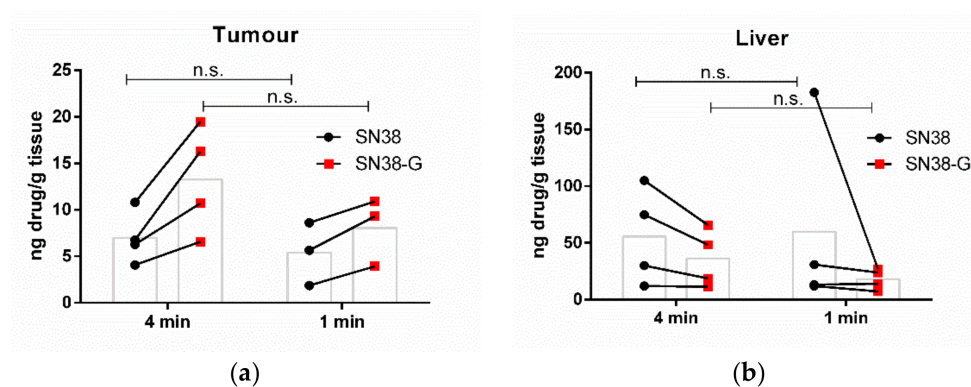 Tumour
ng drug/g tissue
25
20
15
10
5
0
n.s.
n.s.
SN38
SN38-G
4 min
1 min
(a)
Liver
ng drug/g tissue
200
150
100
50
0
n.s.
n.s.
SN38
SN38-G
4 min
1 min
(b)